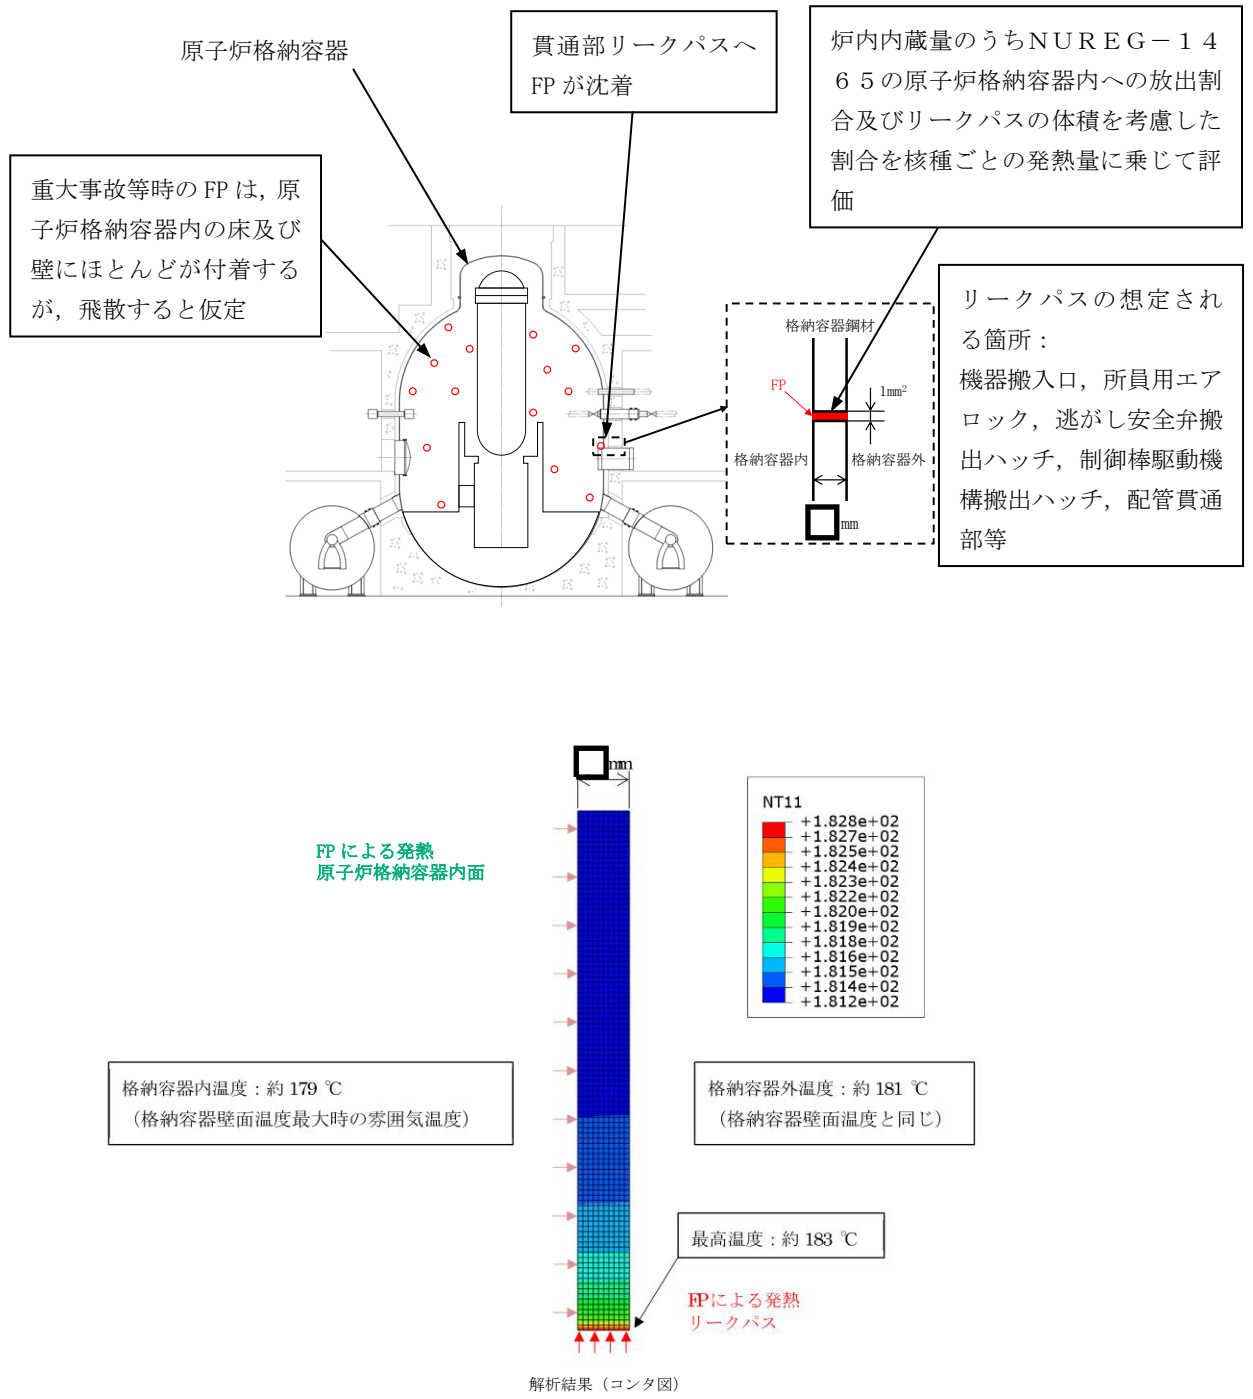 原子炉格納容器
貫通部リークパスへ
FP が沈着
炉内内蔵量のうちＮＵＲＥＧ－１４
６５の原子炉格納容器内への放出割
合及びリークパスの体積を考慮した
割合を核種ごとの発熱量に乗じて評
価
重大事故等時の FP は，原
子炉格納容器内の床及び
壁にほとんどが付着する
が，飛散すると仮定
リークパスの想定され
る箇所：
機器搬入口，所員用エア
ロック，逃がし安全弁搬
出ハッチ，制御棒駆動機
構搬出ハッチ，配管貫通
部等
格納容器鋼材
FP
1mm²
格納容器内
格納容器外
mm
mm
FP による発熱
原子炉格納容器内面
NT11
+1.828e+02
+1.827e+02
+1.825e+02
+1.824e+02
+1.823e+02
+1.822e+02
+1.820e+02
+1.819e+02
+1.818e+02
+1.816e+02
+1.815e+02
+1.814e+02
+1.812e+02
格納容器内温度：約 179 ℃
（格納容器壁面温度最大時の雰囲気温度）
格納容器外温度：約 181 ℃
（格納容器壁面温度と同じ）
最高温度：約 183 ℃
FPによる発熱
リークパス
解析結果（コンタ図）